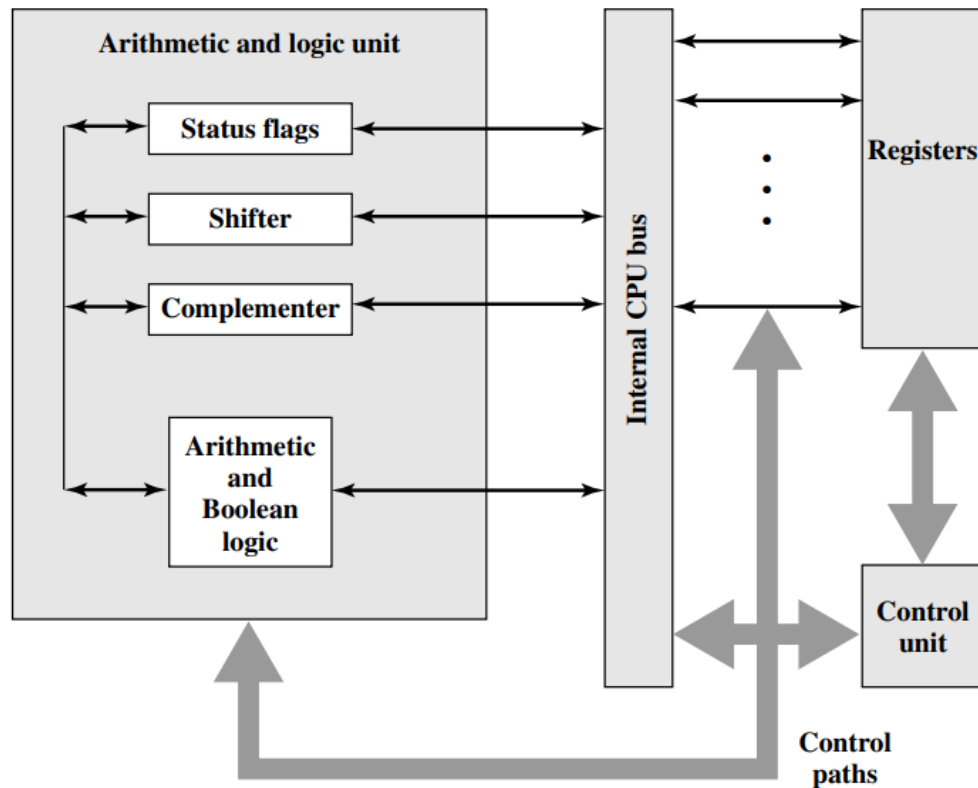 Arithmetic and logic unit
Status flags
Shifter
Complementer
Arithmetic
and
Boolean
logic
Internal CPU bus
Registers
Control
unit
Control
paths